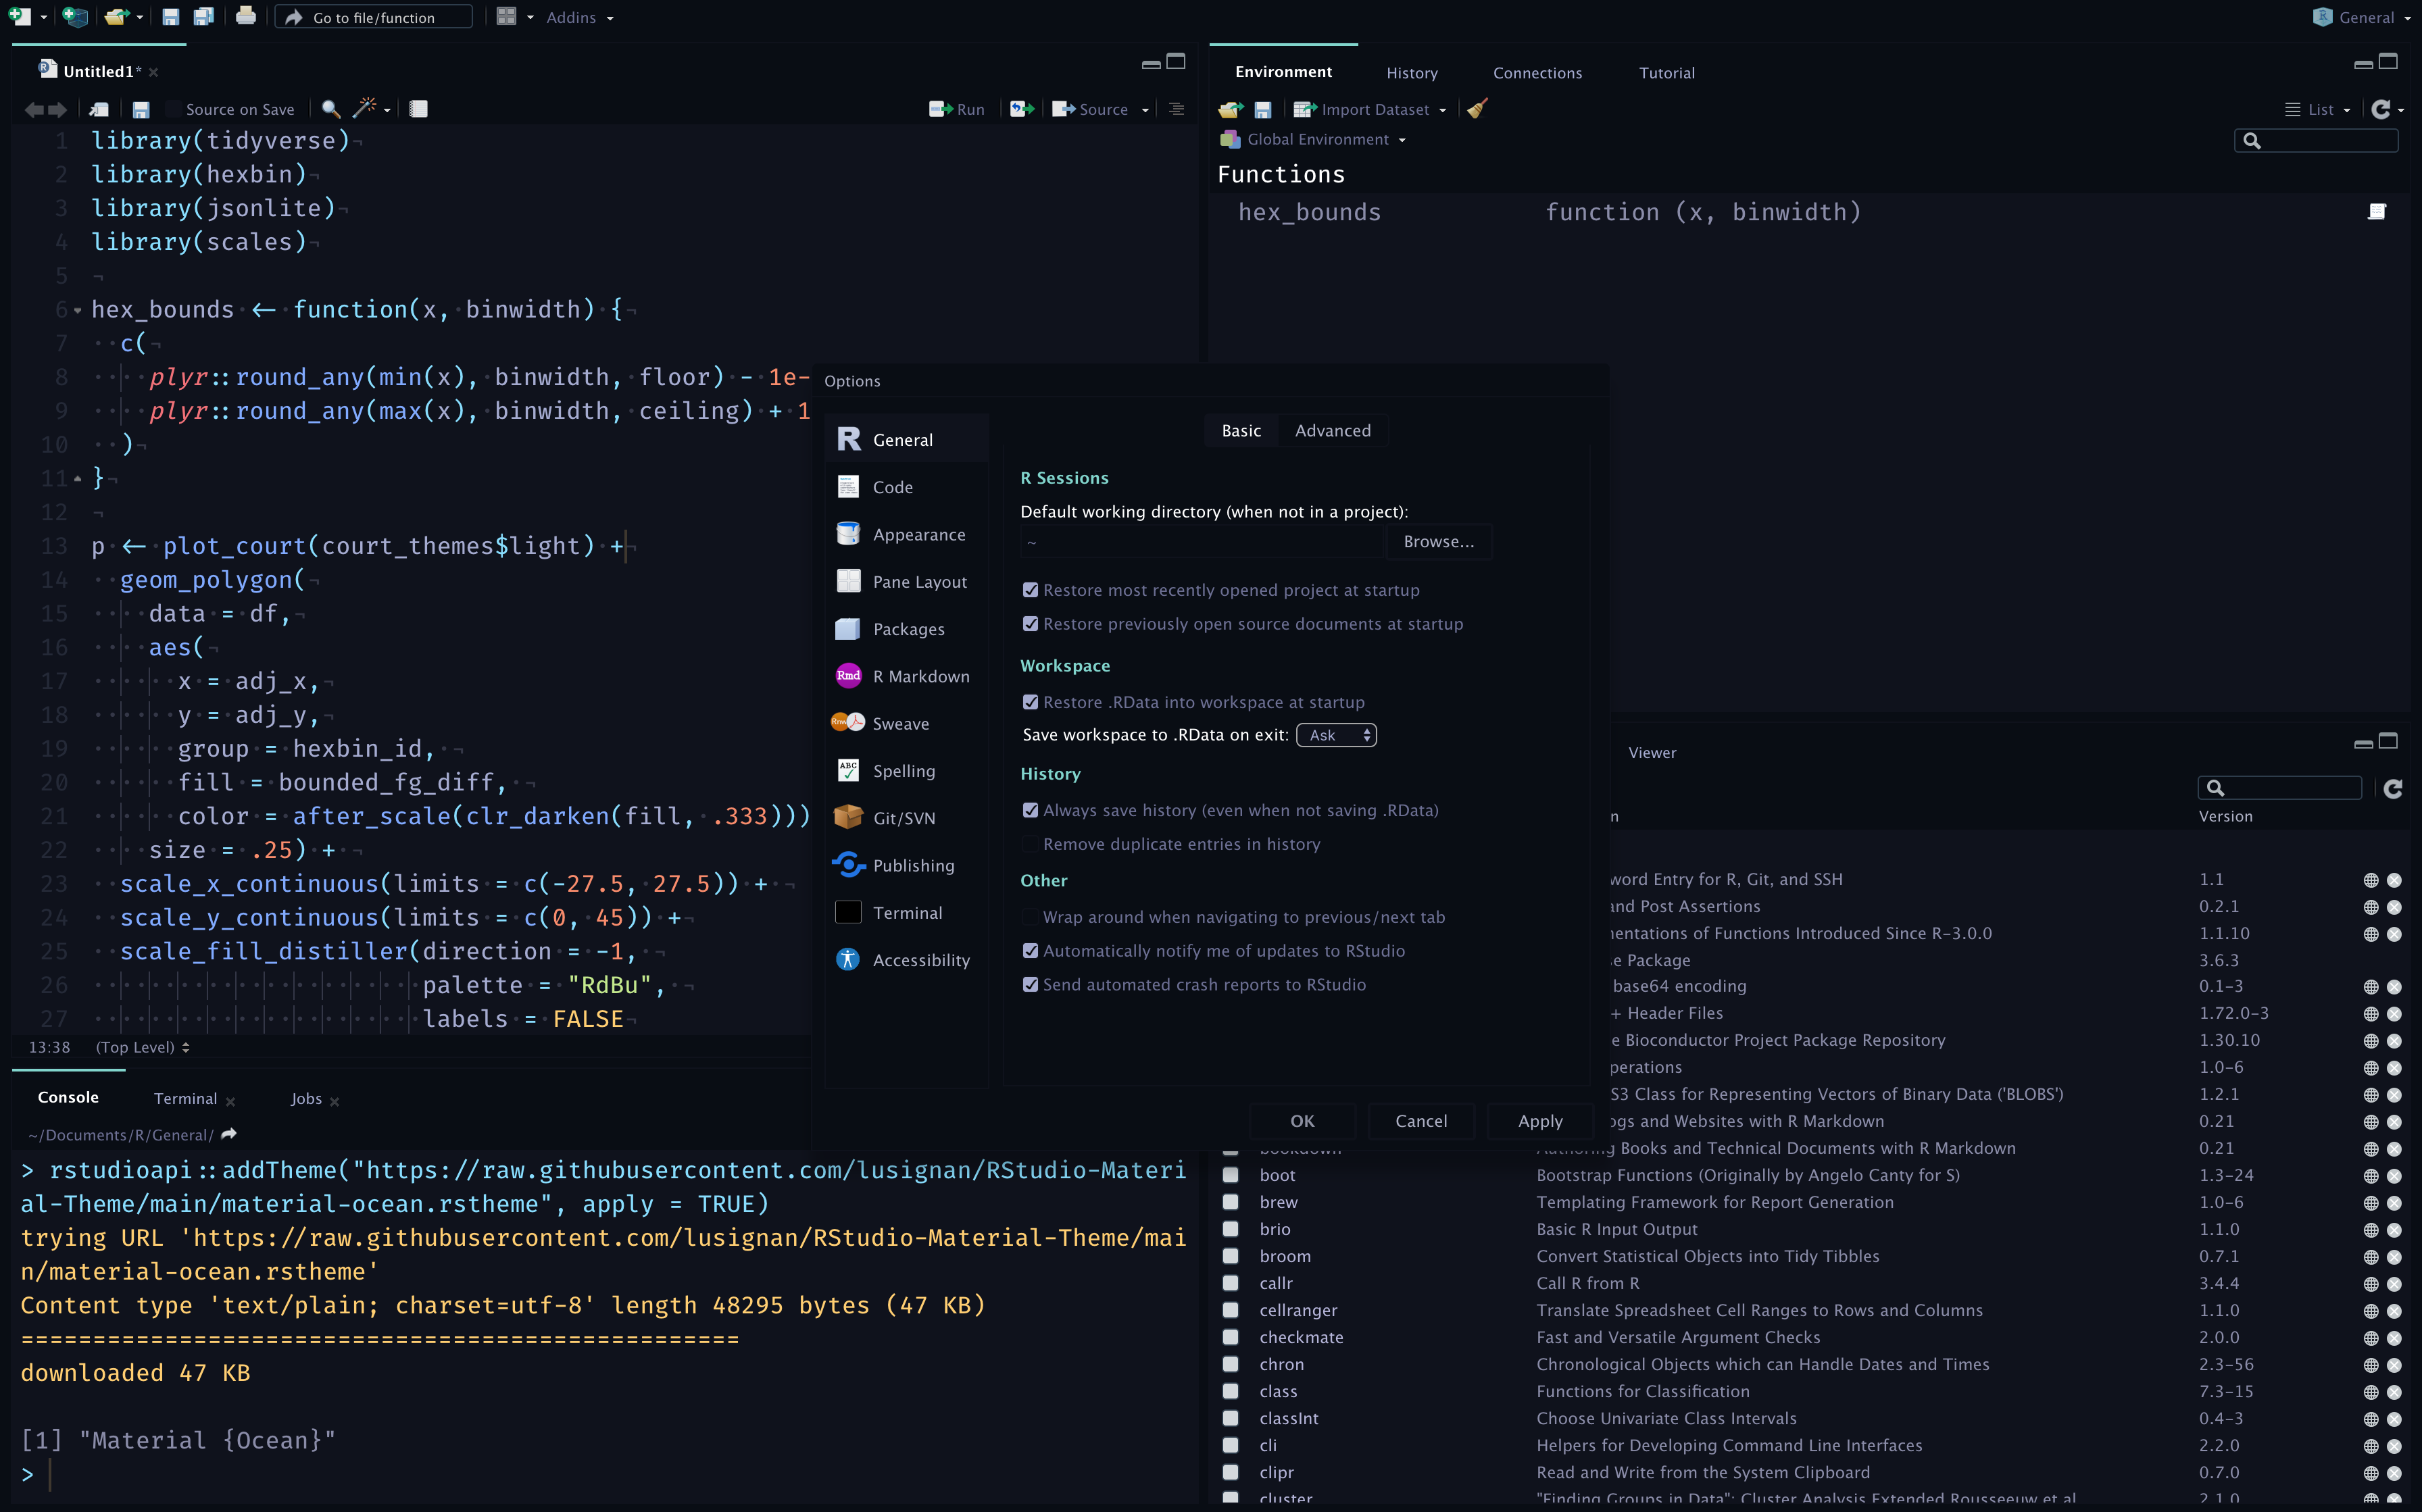 Go to file/function
Addins
General
Untitled1*
Source on Save
Run
Source
1 library(tidyverse)¬
2 library(hexbin)¬
3 library(jsonlite)¬
4 library(scales)¬
5 ¬
6 hex_bounds · <- · function(x, · binwidth) · {¬
7 · · c(¬
8 plyr::round_any(min(x), · binwidth, · floor) · - · 1e-
9 plyr::round_any(max(x), · binwidth, · ceiling) · + · 1
10 · · )¬
11 }¬
12 ¬
13 p · <- · plot_court(court_themes$light) · +¬
14 · · geom_polygon(¬
15 data · = · df,¬
16 aes(¬
17 x · = · adj_x,¬
18 y · = · adj_y,¬
19 group · = · hexbin_id, · ¬
20 fill · = · bounded_fg_diff, · ¬
21 color · = · after_scale(clr_darken(fill, · .333)))
22 size · = · .25) · + · ¬
23 · · scale_x_continuous(limits · = · c(-27.5, · 27.5)) · + · ¬
24 · · scale_y_continuous(limits · = · c(0, · 45)) · +¬
25 · · scale_fill_distiller(direction · = · -1, · ¬
26 palette · = · "RdBu", · ¬
27 labels · = · FALSE¬
13:38 (Top Level)
Console
Terminal
Jobs
~/Documents/R/General/
> rstudioapi::addTheme("https://raw.githubusercontent.com/lusignan/RStudio-Materi
al-Theme/main/material-ocean.rstheme", apply = TRUE)
trying URL 'https://raw.githubusercontent.com/lusignan/RStudio-Material-Theme/mai
n/material-ocean.rstheme'
Content type 'text/plain; charset=utf-8' length 48295 bytes (47 KB)
==================================================
downloaded 47 KB
[1] "Material {Ocean}"
>
Environment
History
Connections
Tutorial
Import Dataset
List
Global Environment
Functions
hex_bounds function (x, binwidth)
Options
General
Code
Appearance
Pane Layout
Packages
Rmd R Markdown
Rnw Sweave
ABC Spelling
Git/SVN
Publishing
Terminal
Accessibility
Basic
Advanced
R Sessions
Default working directory (when not in a project):
~
Browse...
Restore most recently opened project at startup
Restore previously open source documents at startup
Workspace
Restore .RData into workspace at startup
Save workspace to .RData on exit: Ask
History
Always save history (even when not saving .RData)
Remove duplicate entries in history
Other
Wrap around when navigating to previous/next tab
Automatically notify me of updates to RStudio
Send automated crash reports to RStudio
OK
Cancel
Apply
Viewer
n Version
word Entry for R, Git, and SSH 1.1
and Post Assertions 0.2.1
entations of Functions Introduced Since R-3.0.0 1.1.10
e Package 3.6.3
base64 encoding 0.1-3
+ Header Files 1.72.0-3
e Bioconductor Project Package Repository 1.30.10
perations 1.0-6
S3 Class for Representing Vectors of Binary Data ('BLOBS') 1.2.1
ogs and Websites with R Markdown 0.21
bookdown Authoring Books and Technical Documents with R Markdown 0.21
boot Bootstrap Functions (Originally by Angelo Canty for S) 1.3-24
brew Templating Framework for Report Generation 1.0-6
brio Basic R Input Output 1.1.0
broom Convert Statistical Objects into Tidy Tibbles 0.7.1
callr Call R from R 3.4.4
cellranger Translate Spreadsheet Cell Ranges to Rows and Columns 1.1.0
checkmate Fast and Versatile Argument Checks 2.0.0
chron Chronological Objects which can Handle Dates and Times 2.3-56
class Functions for Classification 7.3-15
classInt Choose Univariate Class Intervals 0.4-3
cli Helpers for Developing Command Line Interfaces 2.2.0
clipr Read and Write from the System Clipboard 0.7.0
cluster "Finding Groups in Data": Cluster Analysis Extended Rousseeuw et al. 2.1.0